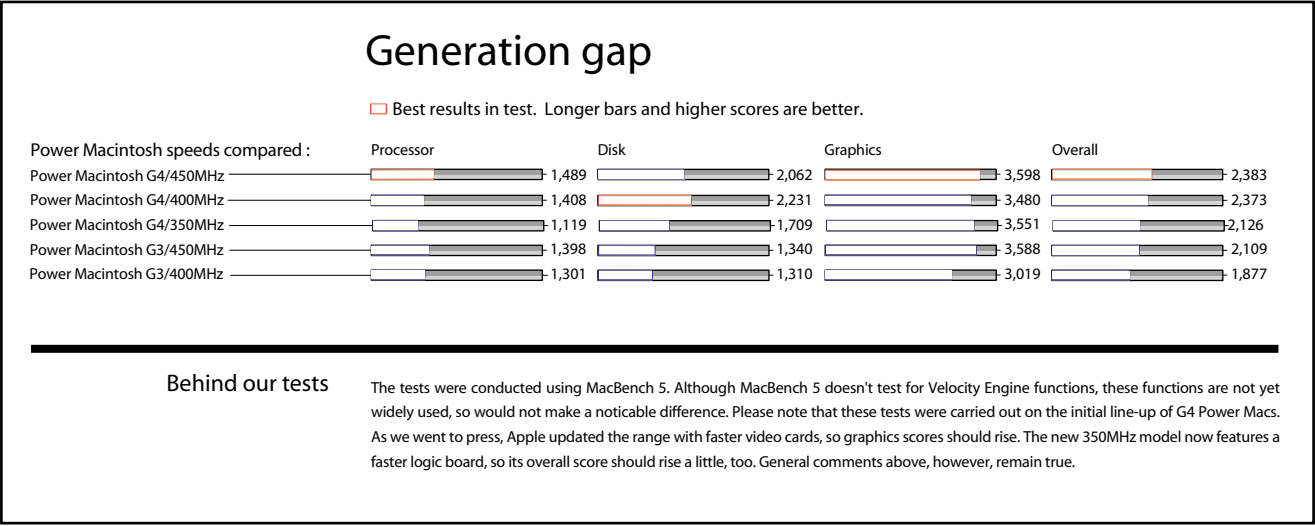 Generation gap
Best results in test. Longer bars and higher scores are better.
Power Macintosh speeds compared : Processor Disk Graphics Overall
Power Macintosh G4/450MHz 1,489 2,062 3,598 2,383
Power Macintosh G4/400MHz 1,408 2,231 3,480 2,373
Power Macintosh G4/350MHz 1,119 1,709 3,551 2,126
Power Macintosh G3/450MHz 1,398 1,340 3,588 2,109
Power Macintosh G3/400MHz 1,301 1,310 3,019 1,877
Behind our tests
The tests were conducted using MacBench 5. Although MacBench 5 doesn't test for Velocity Engine functions, these functions are not yet
widely used, so would not make a noticable difference. Please note that these tests were carried out on the initial line-up of G4 Power Macs.
As we went to press, Apple updated the range with faster video cards, so graphics scores should rise. The new 350MHz model now features a
faster logic board, so its overall score should rise a little, too. General comments above, however, remain true.